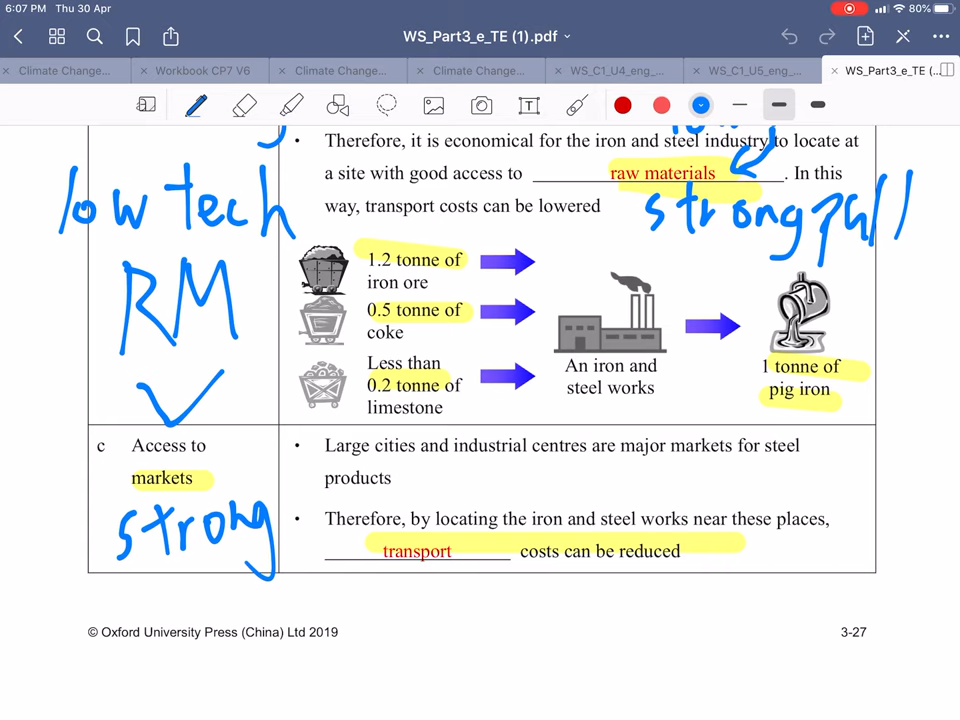 6:07 PM Thu 30 Apr
80%
WS_Part3_e_TE (1).pdf
Climate Change...
Workbook CP7 V6
Climate Change...
Climate Change...
WS_C1_U4_eng_...
WS_C1_U5_eng_...
WS_Part3_e_TE (...
T
• Therefore, it is economical for the iron and steel industry to locate at
a site with good access to raw materials. In this
way, transport costs can be lowered
low tech
strong pull
RM
1.2 tonne of
iron ore
0.5 tonne of
coke
Less than
0.2 tonne of
limestone
An iron and
steel works
1 tonne of
pig iron
c Access to
markets
strong
• Large cities and industrial centres are major markets for steel
products
• Therefore, by locating the iron and steel works near these places,
transport costs can be reduced
© Oxford University Press (China) Ltd 2019
3-27